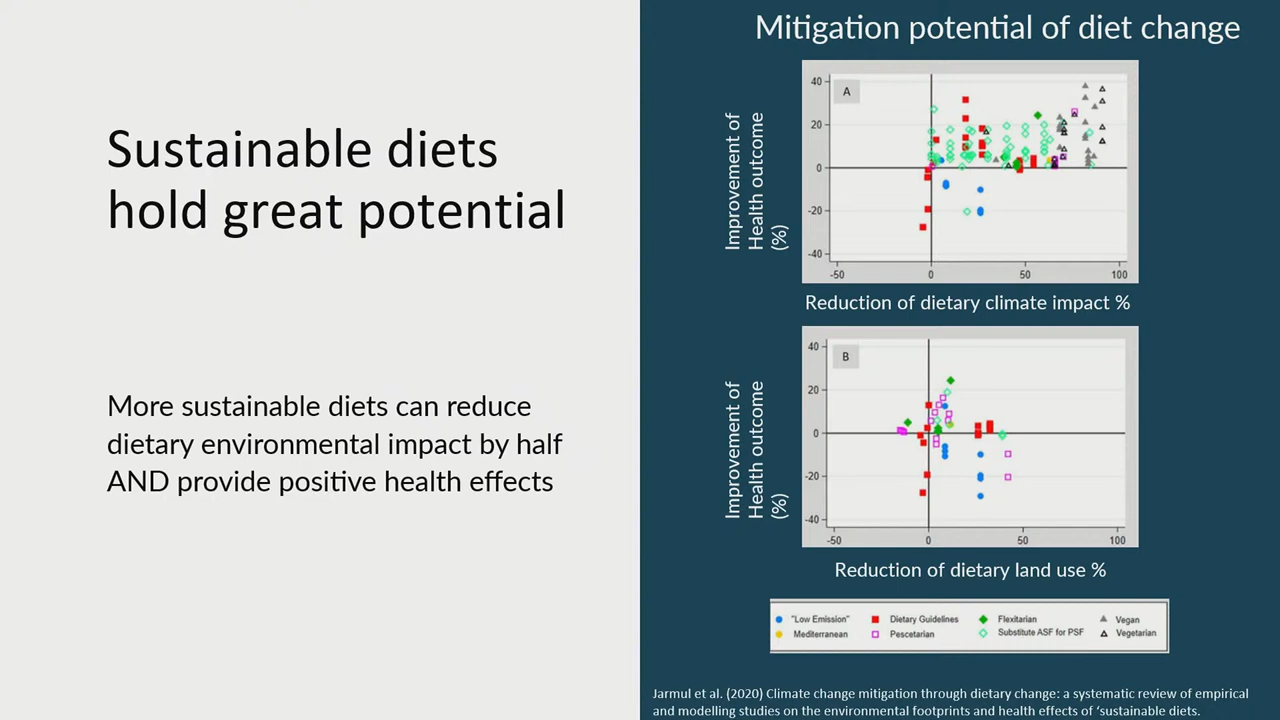 Sustainable diets
hold great potential
More sustainable diets can reduce
dietary environmental impact by half
AND provide positive health effects
Mitigation potential of diet change
Improvement of
Health outcome
(%)
A
40
20
0
-20
-40
-50 0 50 100
Reduction of dietary climate impact %
Improvement of
Health outcome
(%)
B
40
20
0
-20
-40
-50 0 50 100
Reduction of dietary land use %
"Low Emission" Dietary Guidelines Flexitarian Vegan
Mediterranean Pescetarian Substitute ASF for PSF Vegetarian
Jarmul et al. (2020) Climate change mitigation through dietary change: a systematic review of empirical
and modelling studies on the environmental footprints and health effects of ‘sustainable diets.